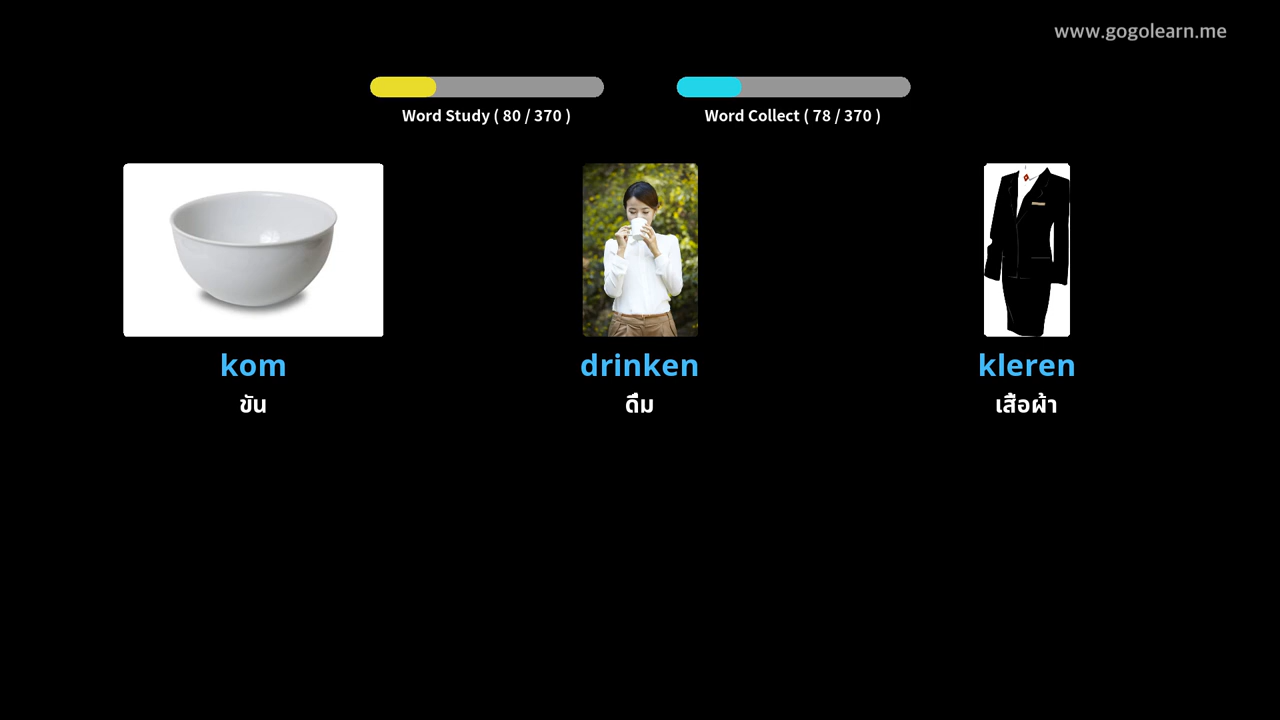 www.gogolearn.me
Word Study ( 80 / 370 )
Word Collect ( 78 / 370 )
kom
drinken
kleren
ขัน
ดื่ม
เสื้อผ้า